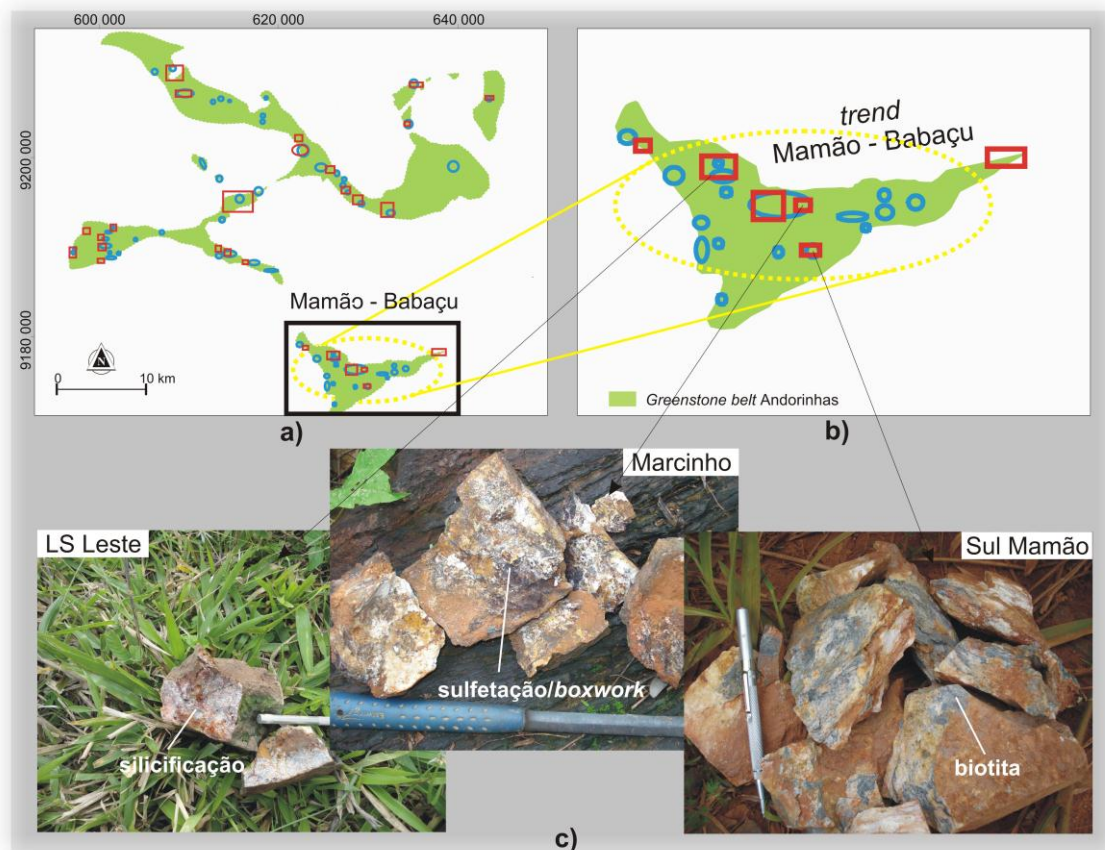 600 000
620 000
640 000
9200 000
9180 000
Mamão - Babaçu
N
0
10 km
a)
trend
Mamão - Babaçu
Greenstone belt Andorinhas
b)
LS Leste
silicificação
Marcinho
sulfetação/boxwork
Sul Mamão
biotita
c)